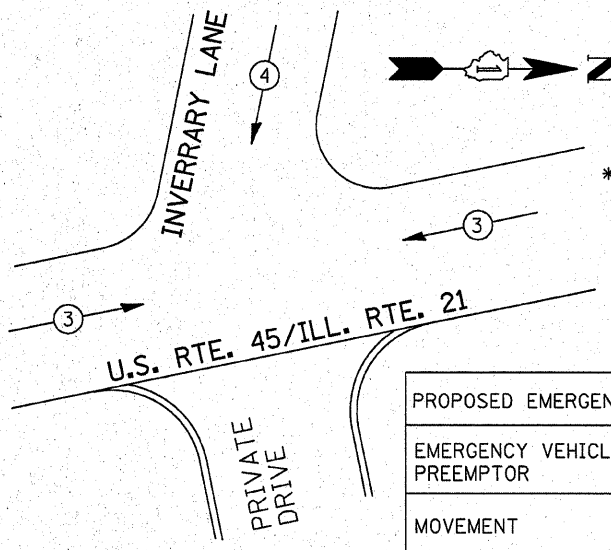 INVERRARY LANE
4
N
*
3
3
U.S. RTE. 45/ILL. RTE. 21
PRIVATE
DRIVE
PROPOSED EMERGEN
EMERGENCY VEHICL
PREEMPTOR
MOVEMENT